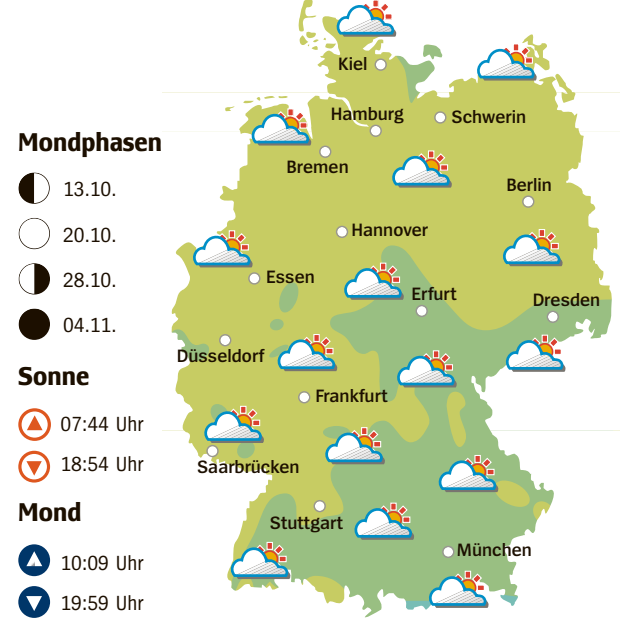 Mondphasen
13.10.
20.10.
28.10.
04.11.
Sonne
07:44 Uhr
18:54 Uhr
Mond
10:09 Uhr
19:59 Uhr
Kiel
Hamburg
Schwerin
Bremen
Berlin
Hannover
Essen
Erfurt
Dresden
Düsseldorf
Frankfurt
Saarbrücken
Stuttgart
München